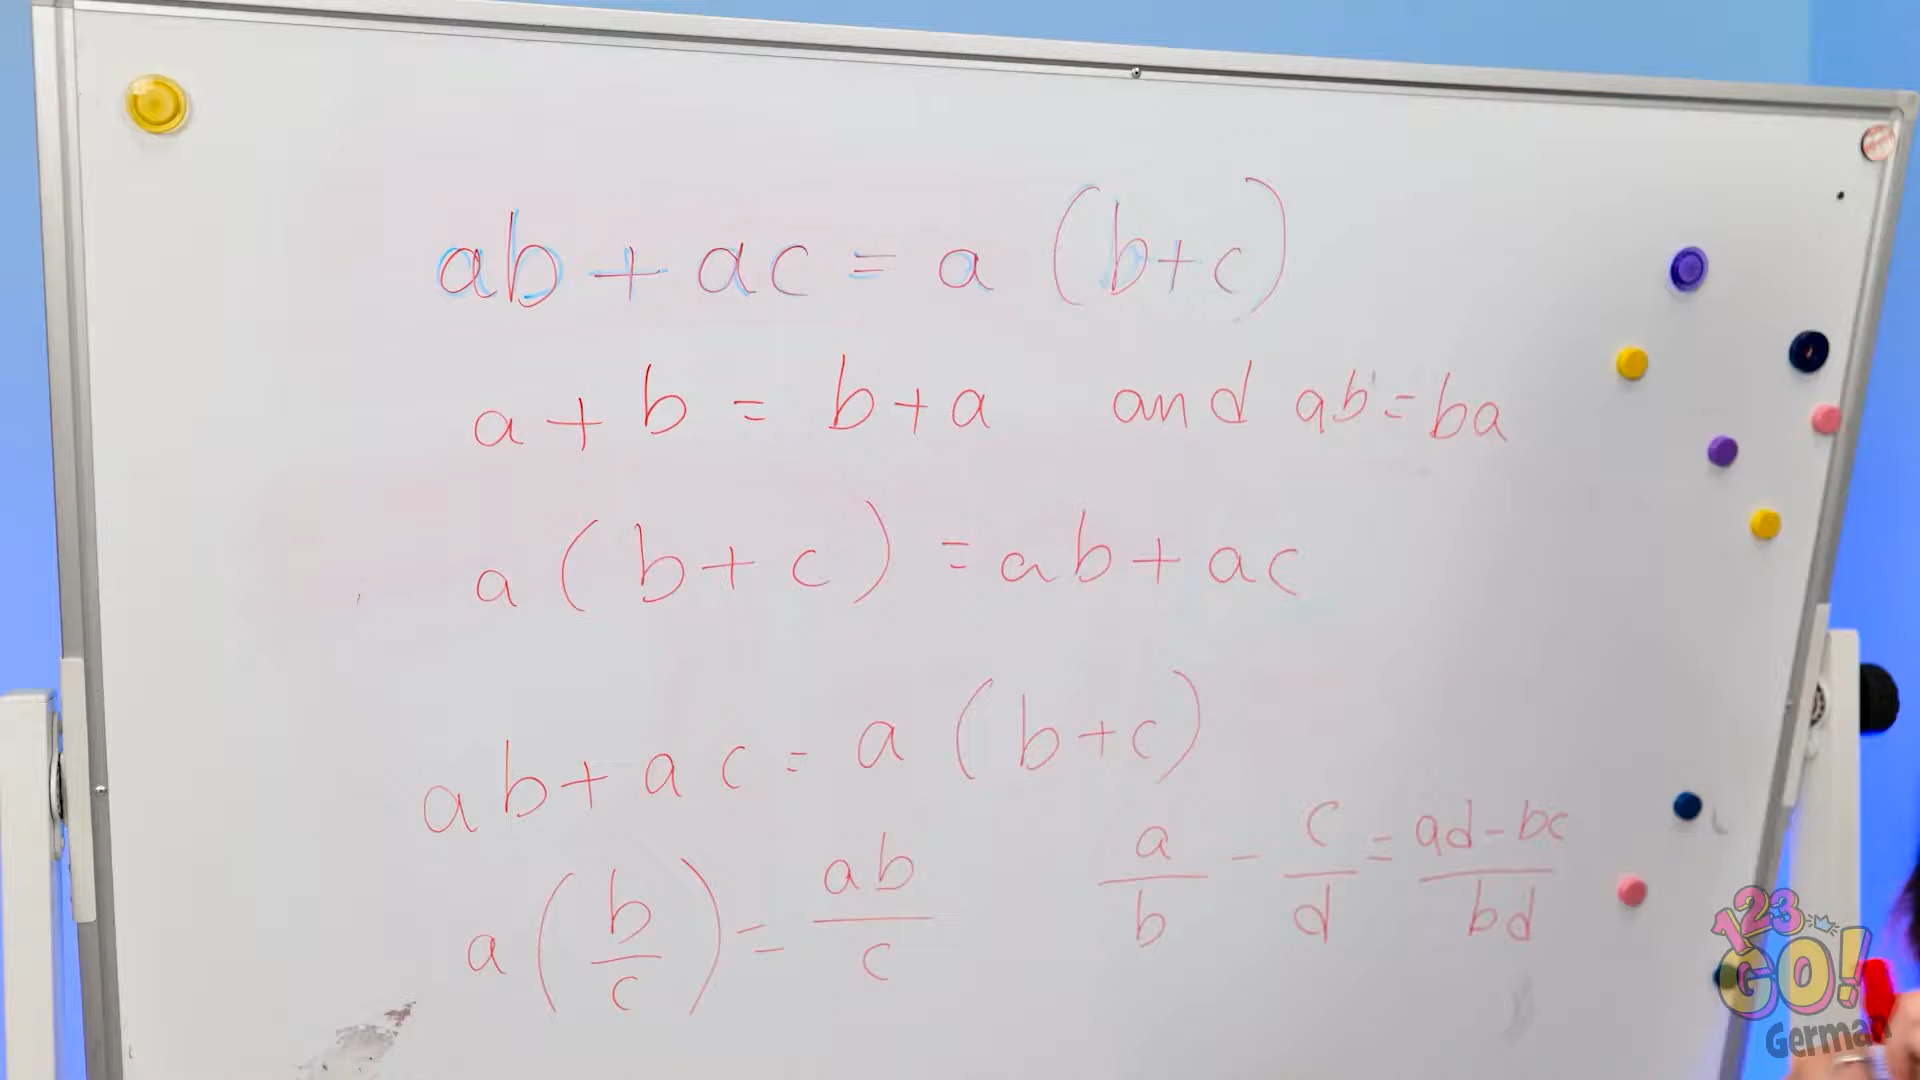 ab + ac = a (b+c)
a + b = b + a and ab = ba
a (b + c) = ab + ac
ab + ac = a (b+c)
a (b/c) = ab/c
a/b - c/d = ad-bc/bd
123 GO!
German